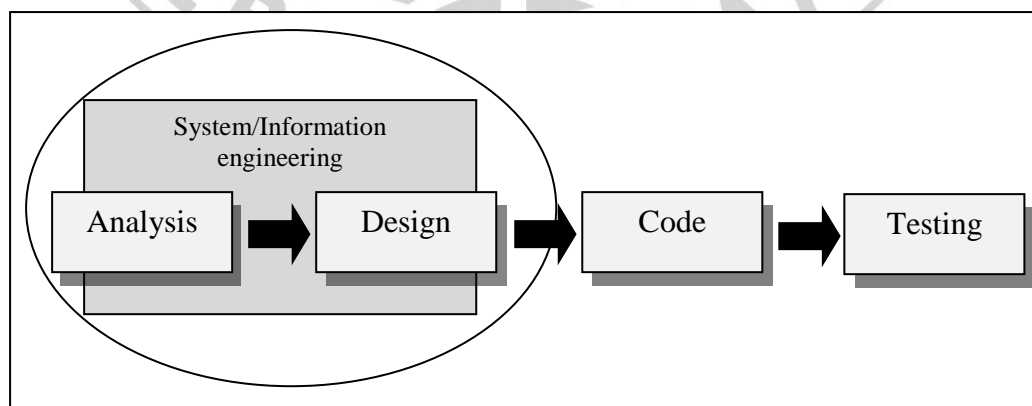 System/Information
engineering
Analysis
Design
Code
Testing